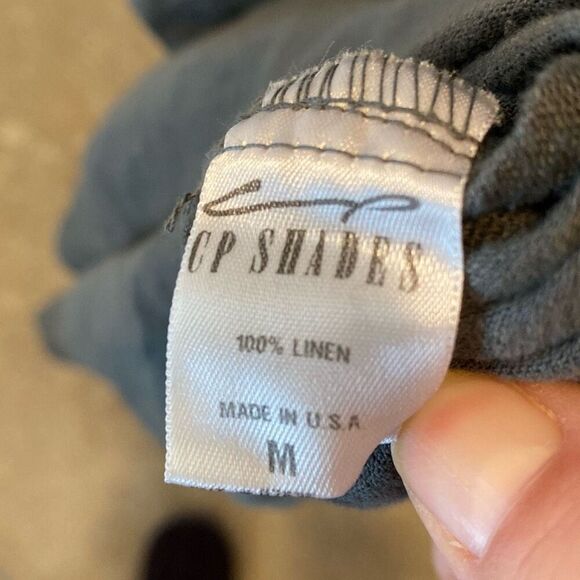 CP SHADES
100% LINEN
MADE IN U.S.A
M